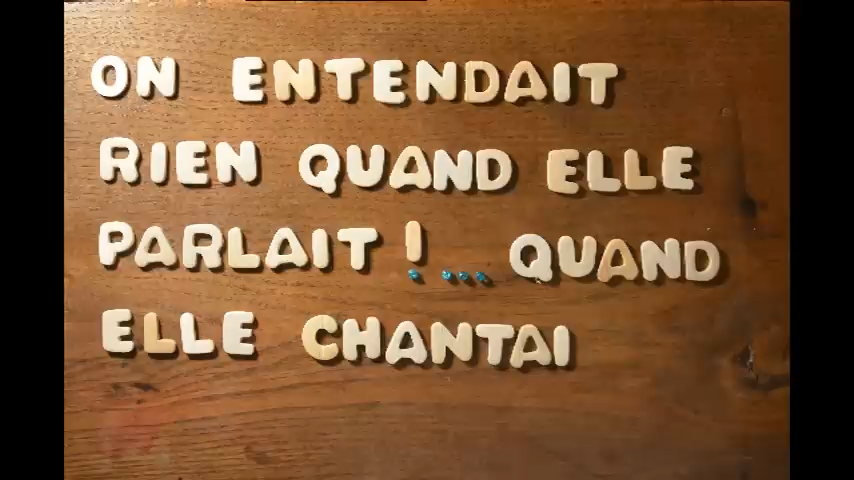 ON ENTENDAIT
RIEN QUAND ELLE
PARLAIT ! ... QUAND
ELLE CHANTAI